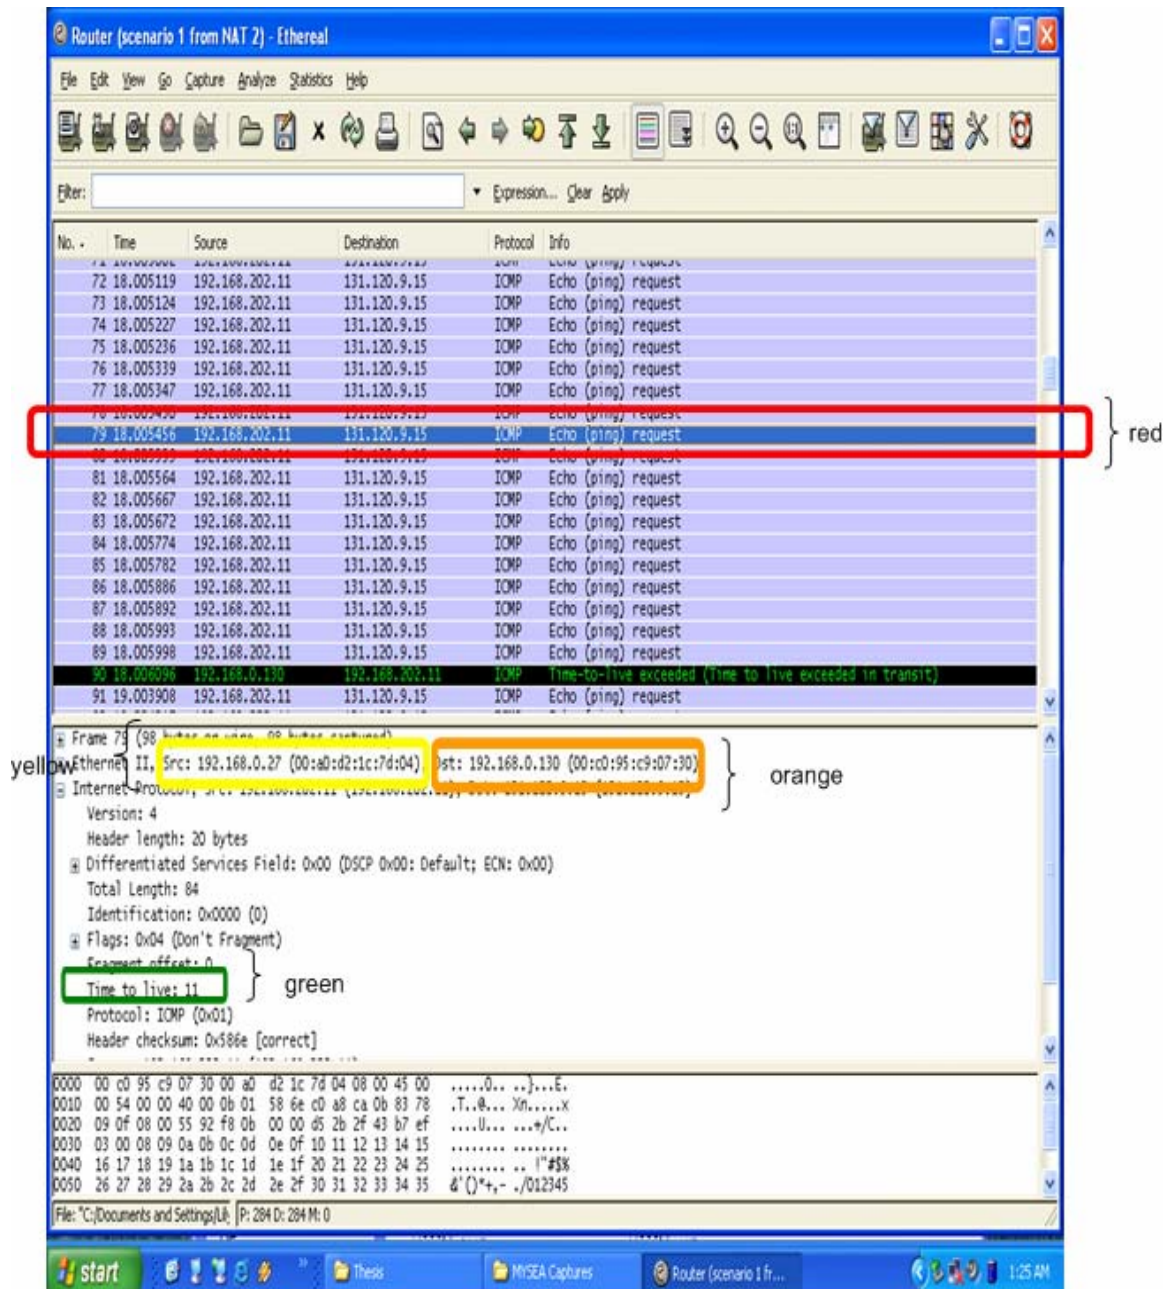 Router (scenario 1 from NAT 2) - Ethereal
File Edit View Go Capture Analyze Statistics Help
Filter: Expression... Clear Apply
No. . Time Source Destination Protocol Info
72 18.005119 192.168.202.11 131.120.9.15 ICMP Echo (ping) request
73 18.005124 192.168.202.11 131.120.9.15 ICMP Echo (ping) request
74 18.005227 192.168.202.11 131.120.9.15 ICMP Echo (ping) request
75 18.005236 192.168.202.11 131.120.9.15 ICMP Echo (ping) request
76 18.005339 192.168.202.11 131.120.9.15 ICMP Echo (ping) request
77 18.005347 192.168.202.11 131.120.9.15 ICMP Echo (ping) request
79 18.005456 192.168.202.11 131.120.9.15 ICMP Echo (ping) request
red
81 18.005564 192.168.202.11 131.120.9.15 ICMP Echo (ping) request
82 18.005667 192.168.202.11 131.120.9.15 ICMP Echo (ping) request
83 18.005672 192.168.202.11 131.120.9.15 ICMP Echo (ping) request
84 18.005774 192.168.202.11 131.120.9.15 ICMP Echo (ping) request
85 18.005782 192.168.202.11 131.120.9.15 ICMP Echo (ping) request
86 18.005886 192.168.202.11 131.120.9.15 ICMP Echo (ping) request
87 18.005892 192.168.202.11 131.120.9.15 ICMP Echo (ping) request
88 18.005993 192.168.202.11 131.120.9.15 ICMP Echo (ping) request
89 18.005998 192.168.202.11 131.120.9.15 ICMP Echo (ping) request
90 18.006096 192.168.0.130 192.168.202.11 ICMP Time-to-live exceeded (Time to live exceeded in transit)
91 19.003908 192.168.202.11 131.120.9.15 ICMP Echo (ping) request
Frame 79 (98 bytes on wire, 98 bytes captured)
yellow
Ethernet II, Src: 192.168.0.27 (00:a0:d2:1c:7d:04), Dst: 192.168.0.130 (00:c0:95:c9:07:30)
orange
Internet Protocol, Src: 192.168.202.11
Version: 4
Header length: 20 bytes
Differentiated Services Field: 0x00 (DSCP 0x00: Default; ECN: 0x00)
Total Length: 84
Identification: 0x0000 (0)
Flags: 0x04 (Don't Fragment)
Fragment offset: 0
Time to live: 11
green
Protocol: ICMP (0x01)
Header checksum: 0x586e [correct]
0000 00 c0 95 c9 07 30 00 a0 d2 1c 7d 04 08 00 45 00 .....0.. ..}...E.
0010 00 54 00 00 40 00 0b 01 58 6e c0 a8 ca 0b 83 78 .T..@... Xn.....x
0020 09 0f 08 00 55 92 f8 0b 00 00 d5 2b 2f 43 b7 ef ....U... ...+/C..
0030 03 00 08 09 0a 0b 0c 0d 0e 0f 10 11 12 13 14 15 ........ ........
0040 16 17 18 19 1a 1b 1c 1d 1e 1f 20 21 22 23 24 25 ........ .. !"#$%
0050 26 27 28 29 2a 2b 2c 2d 2e 2f 30 31 32 33 34 35 &'()*+,- ./012345
File: "C:/Documents and Settings/Lil P: 284 D: 284 M: 0
start Thesis MYSEA Captures Router (scenario 1 fr... 1:25 AM